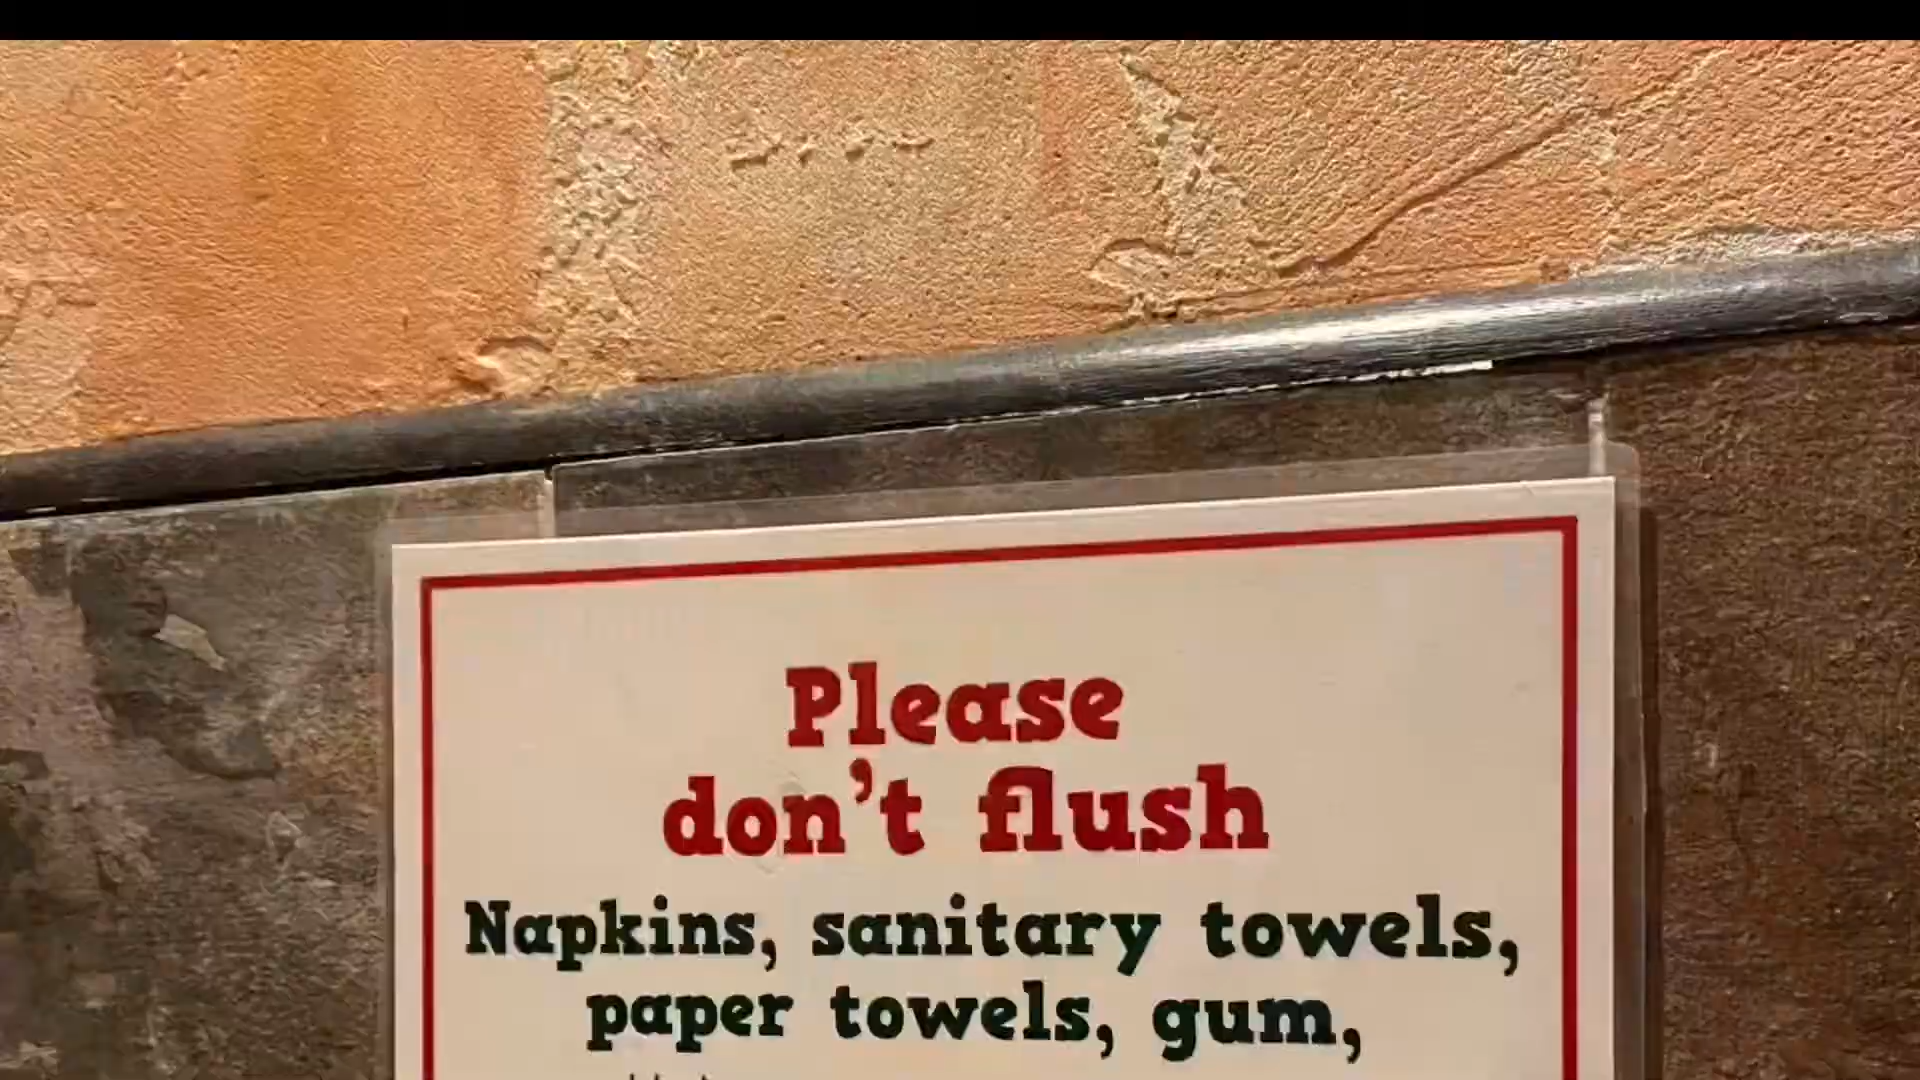 Please
don't flush
Napkins, sanitary towels,
paper towels, gum,